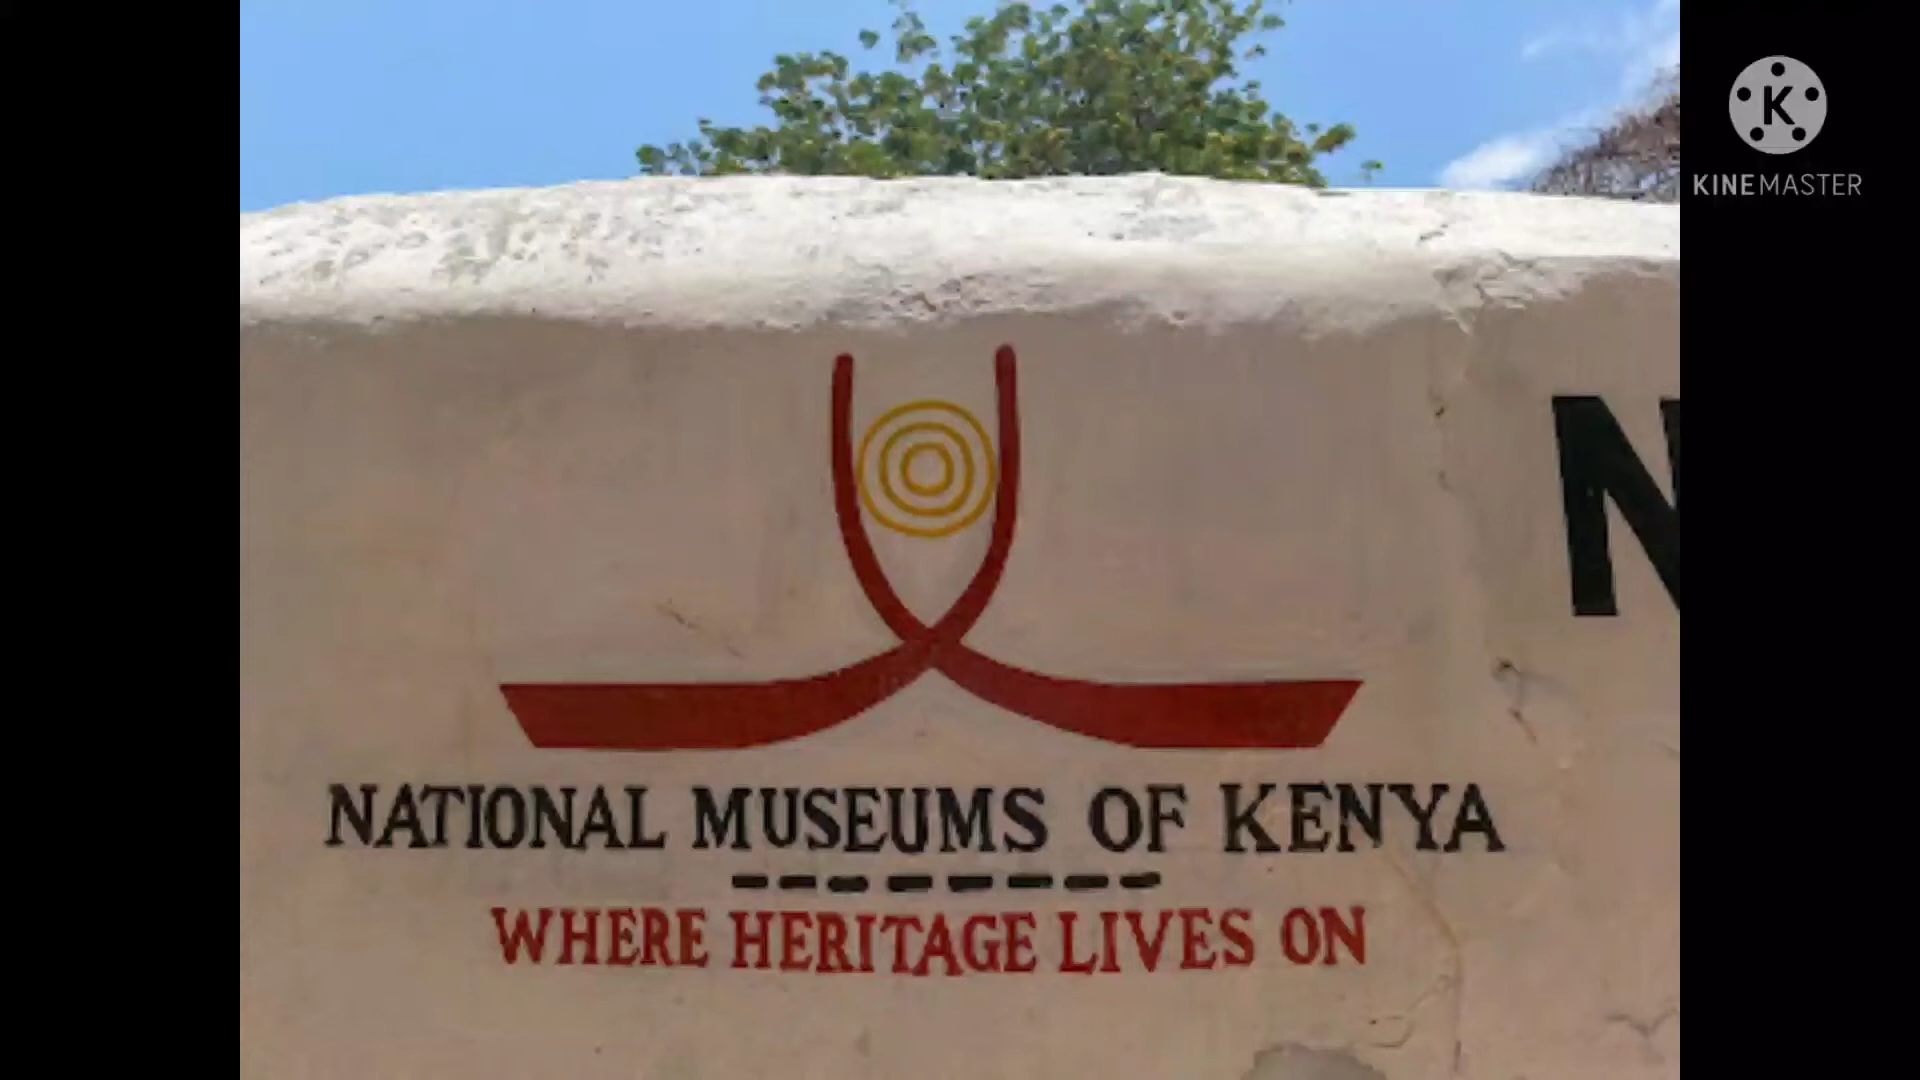 K
KINEMASTER
N
NATIONAL MUSEUMS OF KENYA
WHERE HERITAGE LIVES ON